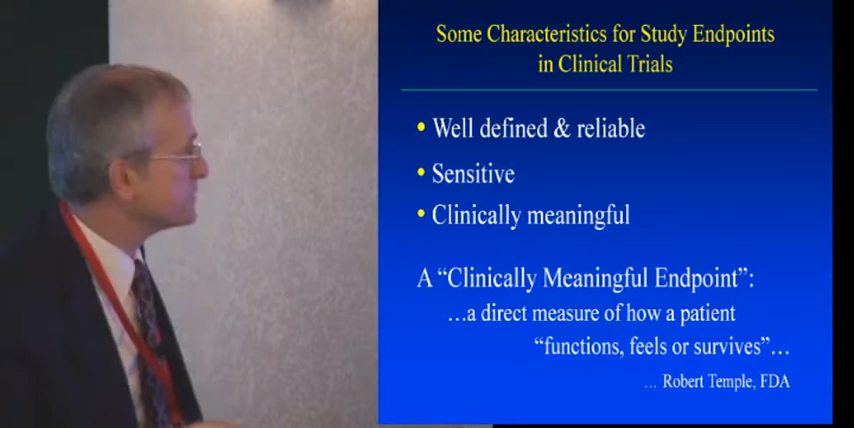 Some Characteristics for Study Endpoints
in Clinical Trials
• Well defined & reliable
• Sensitive
• Clinically meaningful
A “Clinically Meaningful Endpoint”:
…a direct measure of how a patient
“functions, feels or survives”…
… Robert Temple, FDA